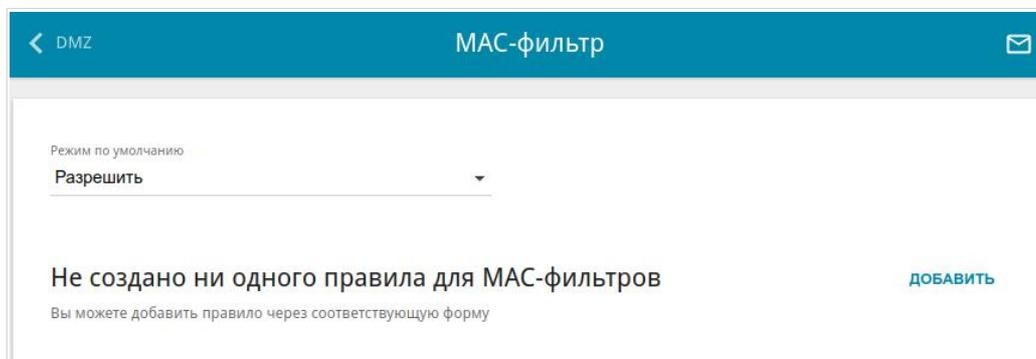 DMZ
MAC-фильтр
Режим по умолчанию
Разрешить
Не создано ни одного правила для MAC-фильтров
ДОБАВИТЬ
Вы можете добавить правило через соответствующую форму